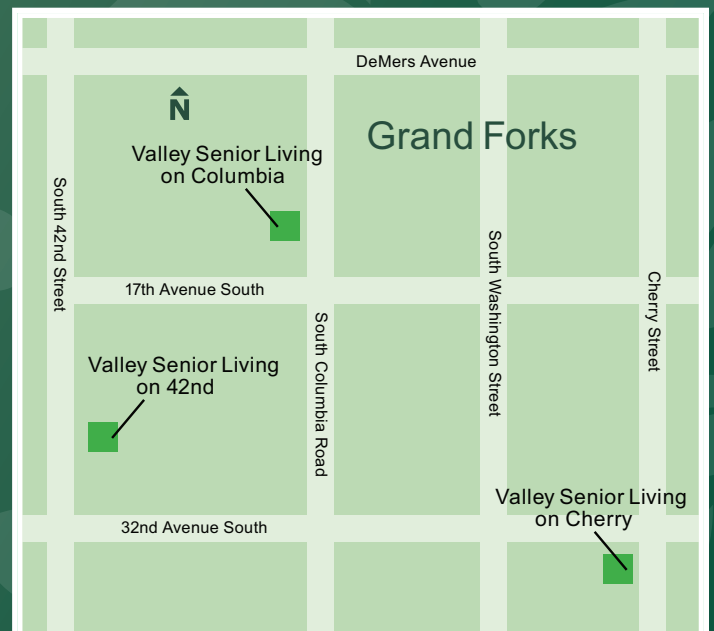 DeMers Avenue
N
Grand Forks
Valley Senior Living
on Columbia
South 42nd Street
South Washington Street
17th Avenue South
Cherry Street
South Columbia Road
Valley Senior Living
on 42nd
Valley Senior Living
on Cherry
32nd Avenue South